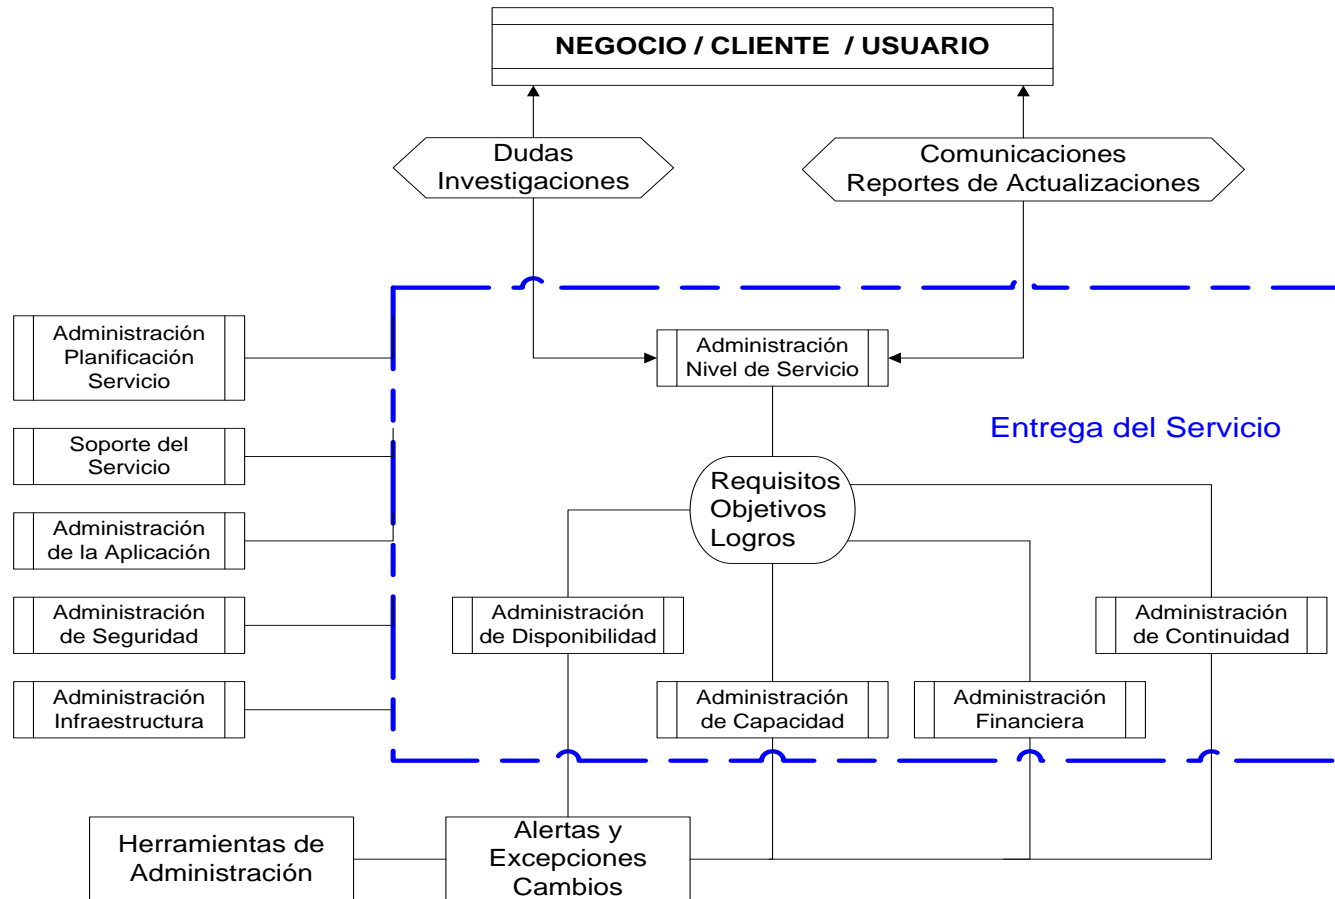 NEGOCIO / CLIENTE / USUARIO
Dudas
Investigaciones
Comunicaciones
Reportes de Actualizaciones
Administración
Planificación
Servicio
Administración
Nivel de Servicio
Entrega del Servicio
Soporte del
Servicio
Requisitos
Objetivos
Logros
Administración
de la Aplicación
Administración
de Seguridad
Administración
de Disponibilidad
Administración
de Continuidad
Administración
Infraestructura
Administración
de Capacidad
Administración
Financiera
Herramientas de
Administración
Alertas y
Excepciones
Cambios